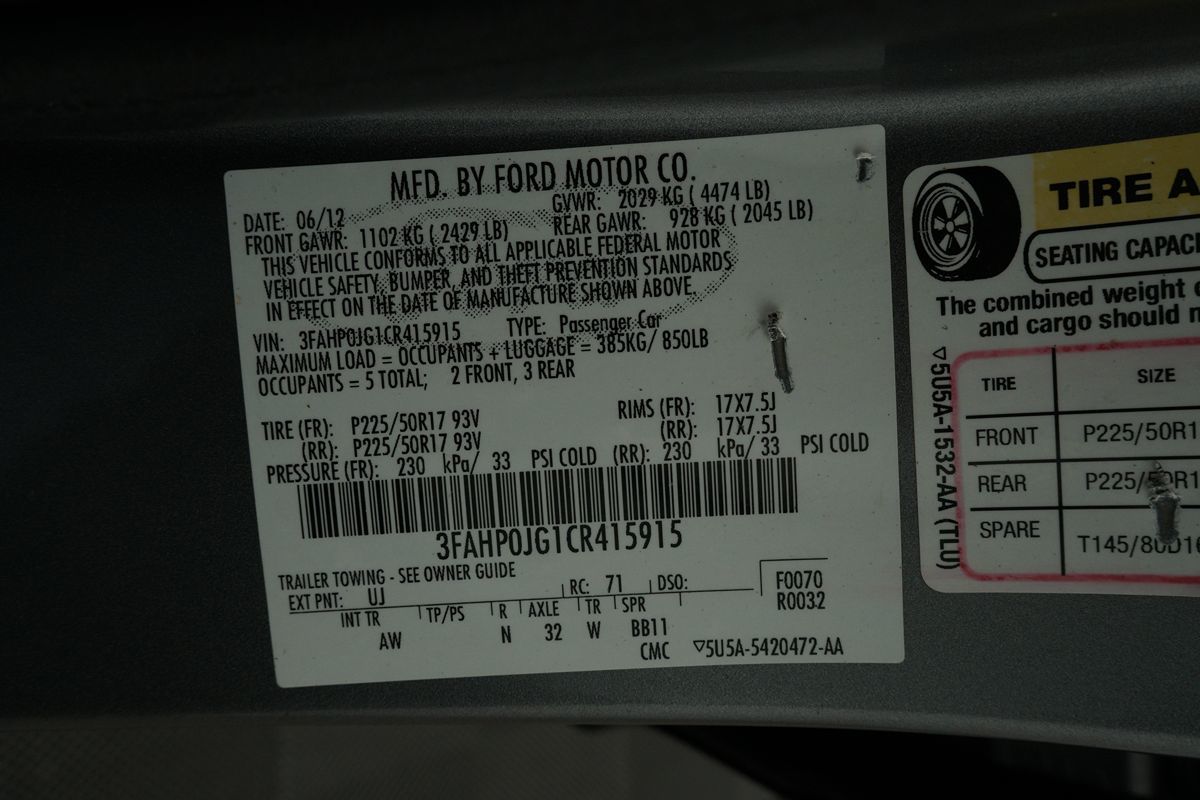 MFD. BY FORD MOTOR CO.
DATE: 06/12 GVWR: 2029 KG ( 4474 LB)
FRONT GAWR: 1102 KG ( 2429 LB) REAR GAWR: 928 KG ( 2045 LB)
THIS VEHICLE CONFORMS TO ALL APPLICABLE FEDERAL MOTOR
VEHICLE SAFETY, BUMPER, AND THEFT PREVENTION STANDARDS
IN EFFECT ON THE DATE OF MANUFACTURE SHOWN ABOVE.
VIN: 3FAHP0JG1CR415915 TYPE: Passenger Car
MAXIMUM LOAD = OCCUPANTS + LUGGAGE = 385KG/ 850LB
OCCUPANTS = 5 TOTAL; 2 FRONT, 3 REAR
TIRE (FR): P225/50R17 93V RIMS (FR): 17X7.5J
(RR): P225/50R17 93V (RR): 17X7.5J
PRESSURE (FR): 230 kPa/ 33 PSI COLD (RR): 230 kPa/ 33 PSI COLD
3FAHP0JG1CR415915
TRAILER TOWING - SEE OWNER GUIDE
EXT PNT: UJ RC: 71 DSO: F0070
R0032
INT TR TP/PS R AXLE TR SPR
AW N 32 W BB11
CMC ▽5U5A-5420472-AA
TIRE A
SEATING CAPAC
The combined weight
and cargo should
▽5U5A-1532-AA (TLU)
TIRE SIZE
FRONT P225/50R1
REAR P225/50R1
SPARE T145/80D16